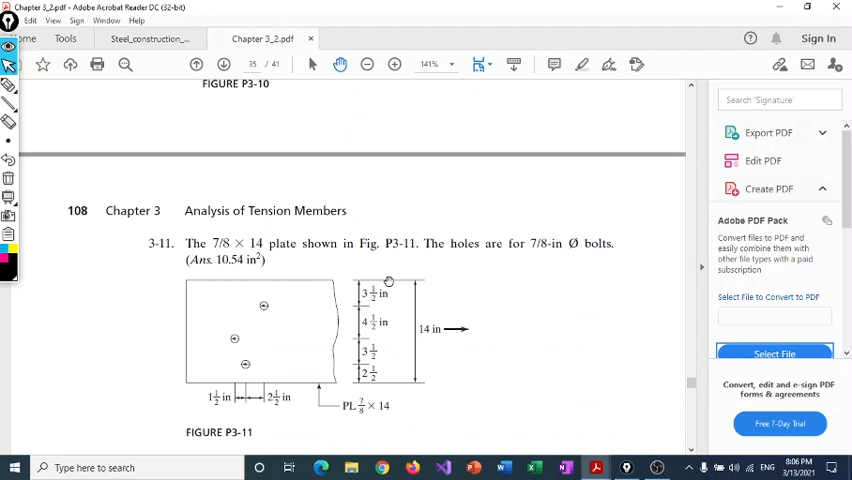 Chapter 3_2.pdf - Adobe Acrobat Reader DC (32-bit)
File Edit View Sign Window Help
Home Tools Steel_construction_... Chapter 3_2.pdf × Sign In
35 / 41 141%
FIGURE P3-10
108 Chapter 3 Analysis of Tension Members
3-11. The 7/8 × 14 plate shown in Fig. P3-11. The holes are for 7/8-in Ø bolts.
(Ans. 10.54 in²)
3 1/2 in
4 1/2 in
14 in
3 1/2
2 1/2
1 1/2 in 2 1/2 in
PL 7/8 × 14
FIGURE P3-11
Search 'Signature'
Export PDF
Edit PDF
Create PDF
Adobe PDF Pack
Convert files to PDFs and
easily combine them with
other file types with a paid
subscription
Select File to Convert to PDF
Select File
Convert, edit and e-sign PDF
forms & agreements
Free 7-Day Trial
Type here to search
ENG
8:06 PM
3/13/2021